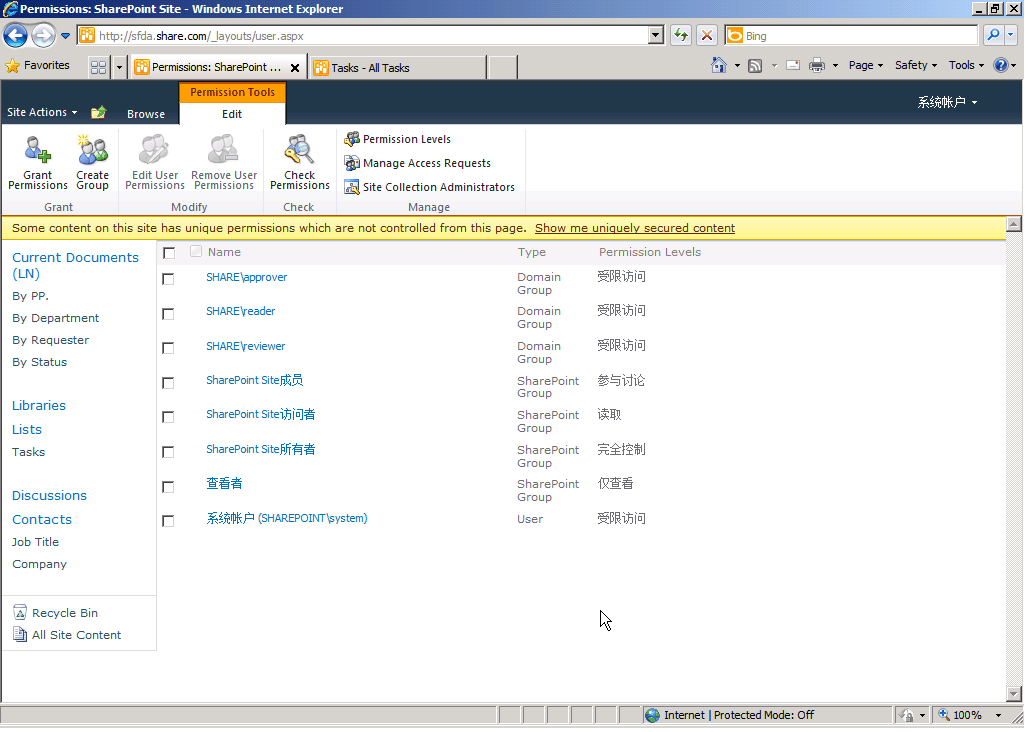 Permissions: SharePoint Site - Windows Internet Explorer
http://sfda.share.com/_layouts/user.aspx
Bing
Favorites
Permissions: SharePoint ...
Tasks - All Tasks
Page
Safety
Tools
Permission Tools
系统帐户
Site Actions
Browse
Edit
Grant Permissions
Create Group
Edit User Permissions
Remove User Permissions
Check Permissions
Permission Levels
Manage Access Requests
Site Collection Administrators
Grant
Modify
Check
Manage
Some content on this site has unique permissions which are not controlled from this page. Show me uniquely secured content
Current Documents (LN)
By PP.
By Department
By Requester
By Status
Libraries
Lists
Tasks
Discussions
Contacts
Job Title
Company
Recycle Bin
All Site Content
Name Type Permission Levels
SHARE\approver Domain Group 受限访问
SHARE\reader Domain Group 受限访问
SHARE\reviewer Domain Group 受限访问
SharePoint Site成员 SharePoint Group 参与讨论
SharePoint Site访问者 SharePoint Group 读取
SharePoint Site所有者 SharePoint Group 完全控制
查看者 SharePoint Group 仅查看
系统帐户 (SHAREPOINT\system) User 受限访问
Internet | Protected Mode: Off
100%